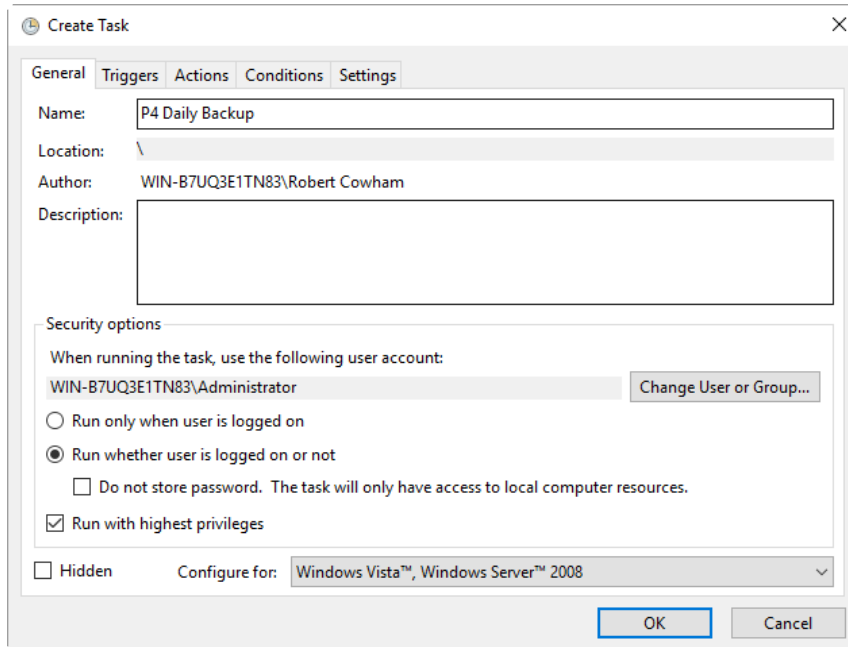 Create Task
General Triggers Actions Conditions Settings
Name: P4 Daily Backup
Location: \
Author: WIN-B7UQ3E1TN83\Robert Cowham
Description:
Security options
When running the task, use the following user account:
WIN-B7UQ3E1TN83\Administrator Change User or Group...
Run only when user is logged on
Run whether user is logged on or not
Do not store password. The task will only have access to local computer resources.
Run with highest privileges
Hidden Configure for: Windows Vista™, Windows Server™ 2008
OK Cancel